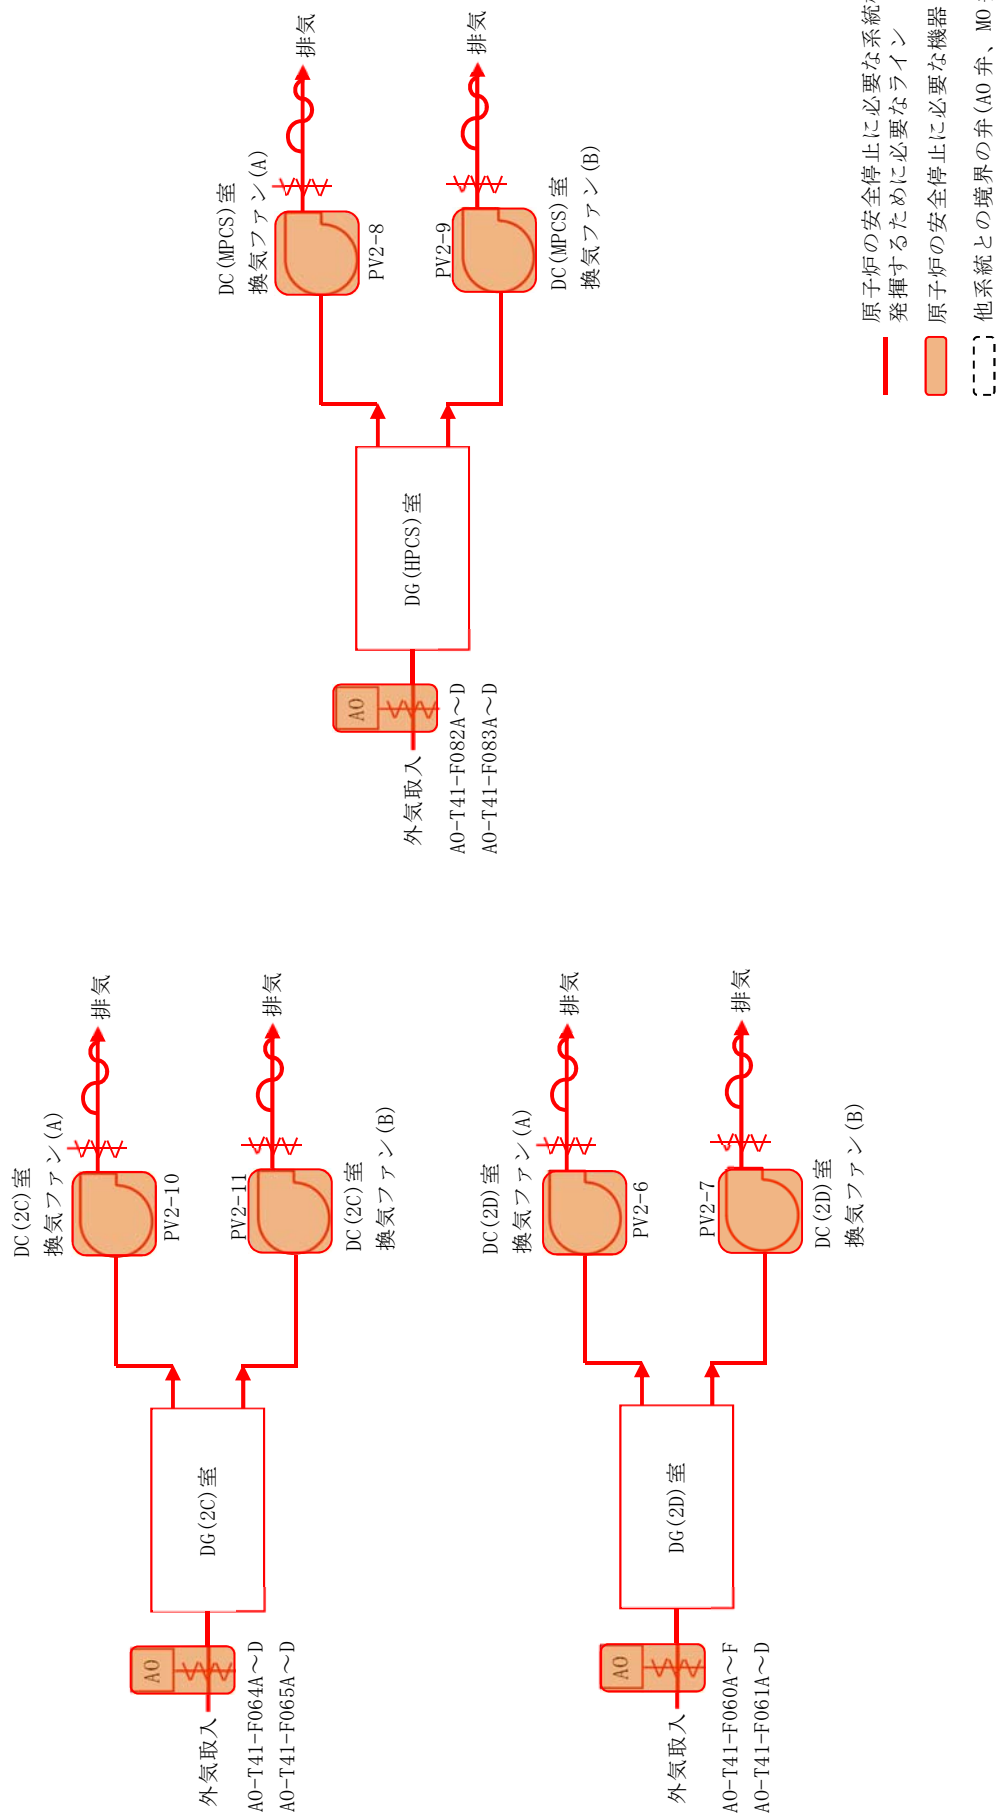 DC(2C)室
換気ファン(A)
排気
PV2-10
PV2-11
排気
DC(2C)室
換気ファン(B)
DG(2C)室
AO
外気取入
AO-T41-F064A～D
AO-T41-F065A～D
DC(2D)室
換気ファン(A)
排気
PV2-6
PV2-7
排気
DC(2D)室
換気ファン(B)
DG(2D)室
AO
外気取入
AO-T41-F060A～F
AO-T41-F061A～D
DC(MPCS)室
換気ファン(A)
排気
PV2-8
PV2-9
排気
DC(MPCS)室
換気ファン(B)
DG(HPCS)室
AO
外気取入
AO-T41-F082A～D
AO-T41-F083A～D
原子炉の安全停止に必要な系統
発揮するために必要なライン
原子炉の安全停止に必要な機器
他系統との境界の弁(AO弁、MO